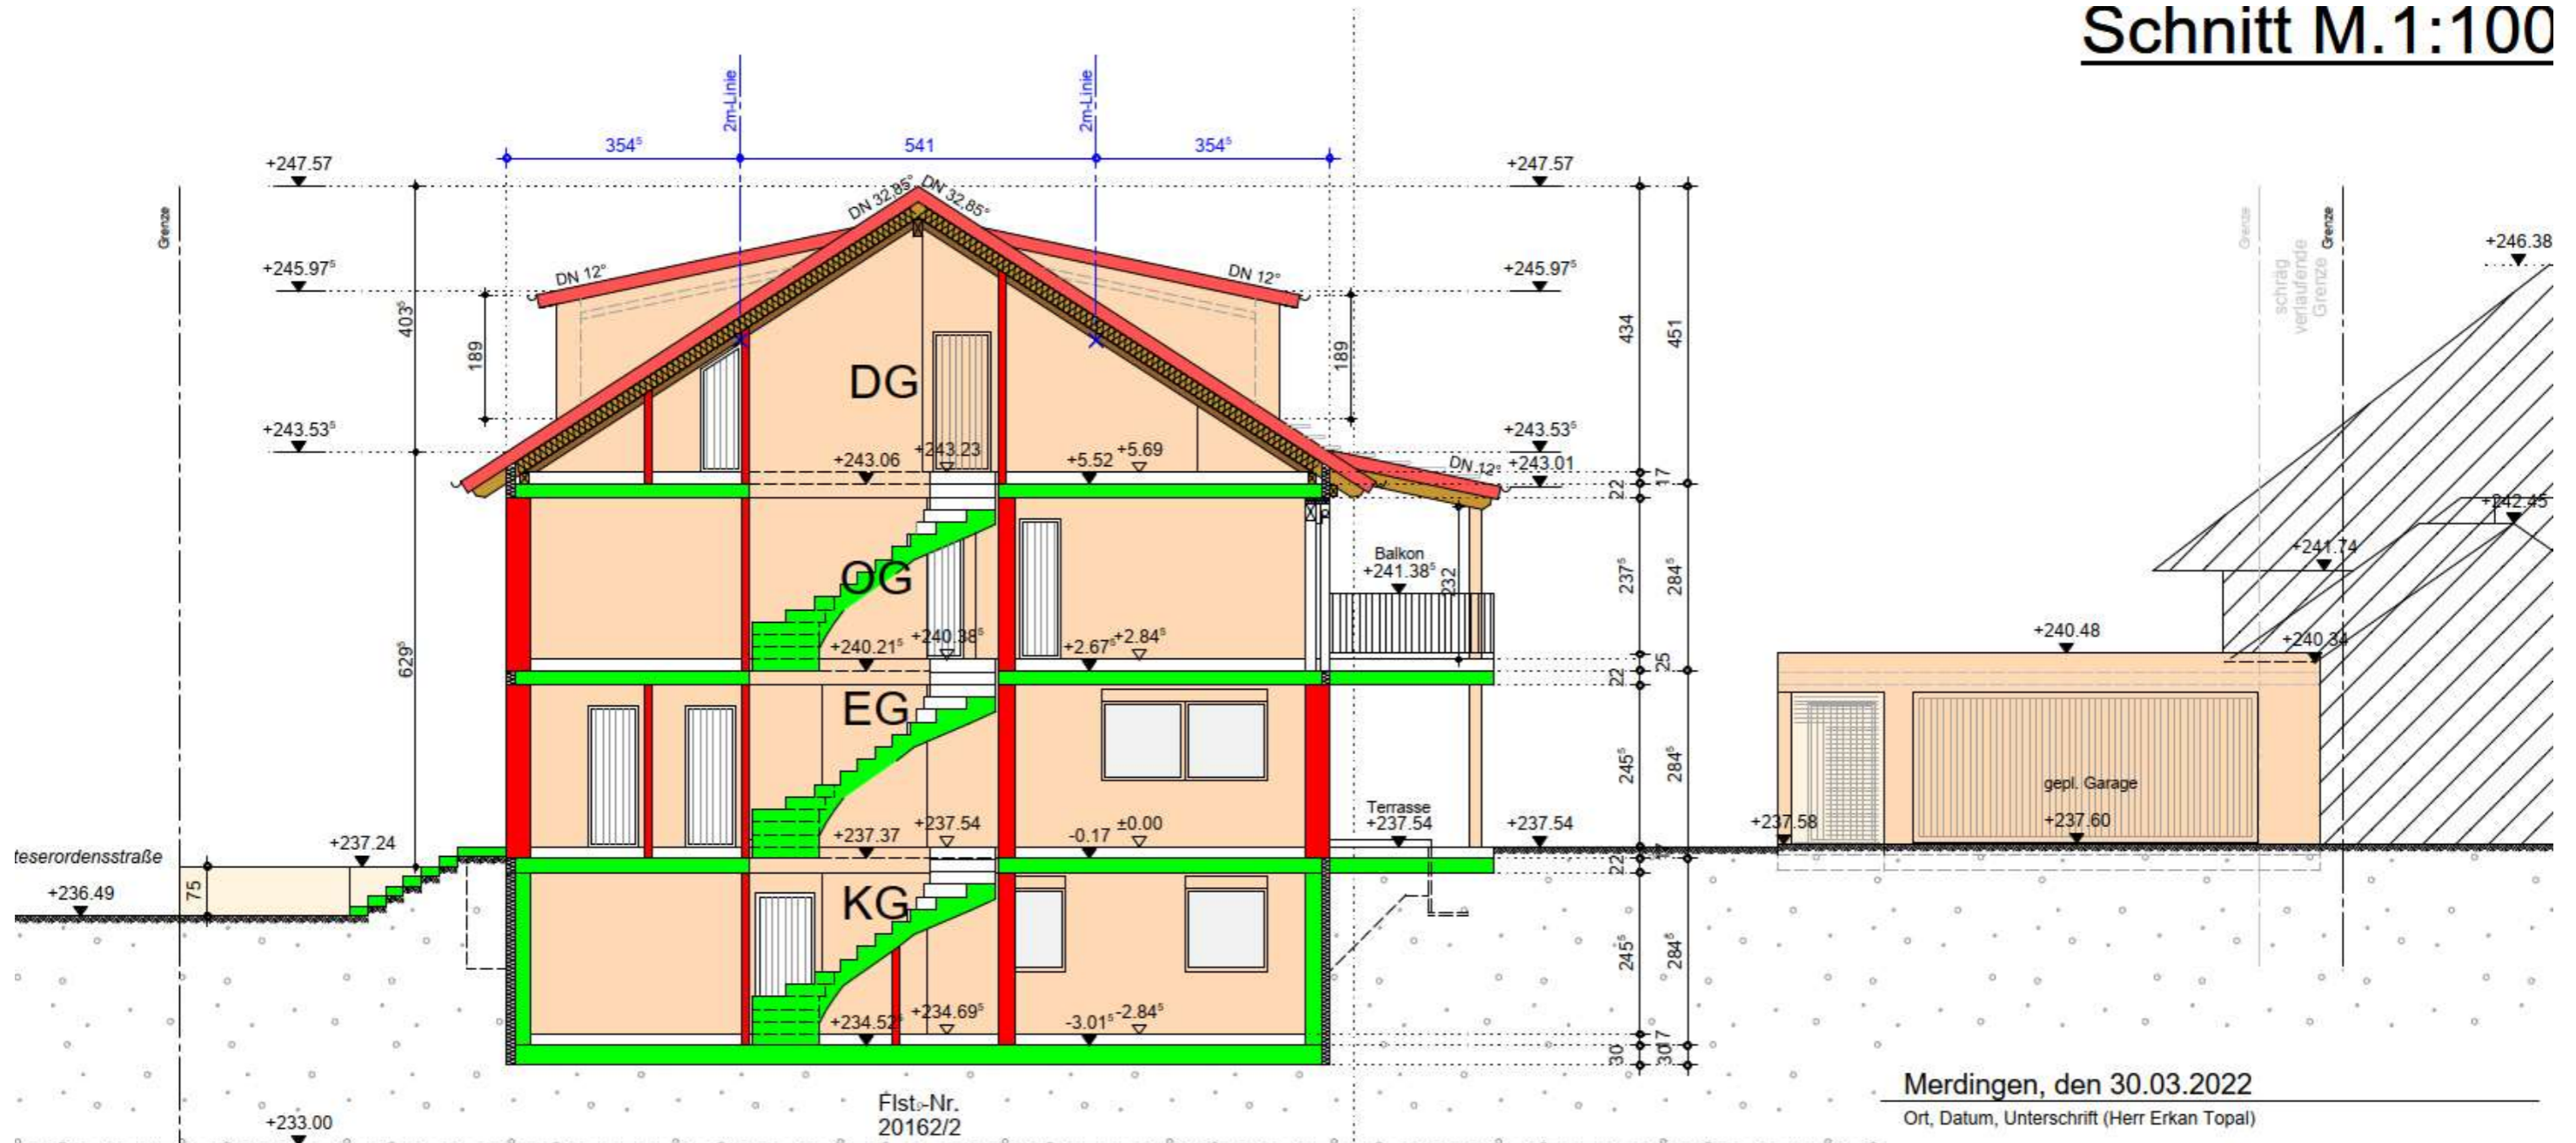 Schnitt M.1:100
2m-Linie
2m-Linie
354⁵
541
354⁵
+247.57
+247.57
DN 32,85°
DN 32,85°
Grenze
Grenze
Grenze
schräg
verlaufende
Grenze
+246.38
+245.97⁵
DN 12°
DN 12°
+245.97⁵
403⁵
189
189
434
451
DG
+243.53⁵
+243.53⁵
+243.06
+243.23
+5.52
+5.69
DN 12°
+243.01
17
22
+242.45
+241.74
Balkon
+241.38⁵
232
237⁵
284⁵
OG
629⁵
+240.21⁵
+240.38⁵
+2.67⁵
+2.84⁵
25
22
+240.48
+240.34
EG
245⁵
284⁵
gepl. Garage
Terrasse
+237.54
+237.54
+237.58
+237.60
+237.24
+237.37
+237.54
-0.17
±0.00
17
22
teserordensstraße
+236.49
75
KG
245⁵
284⁵
+234.52⁵
+234.69⁵
-3.01⁵
-2.84⁵
17
30
30
Flst.-Nr.
20162/2
+233.00
Merdingen, den 30.03.2022
Ort, Datum, Unterschrift (Herr Erkan Topal)